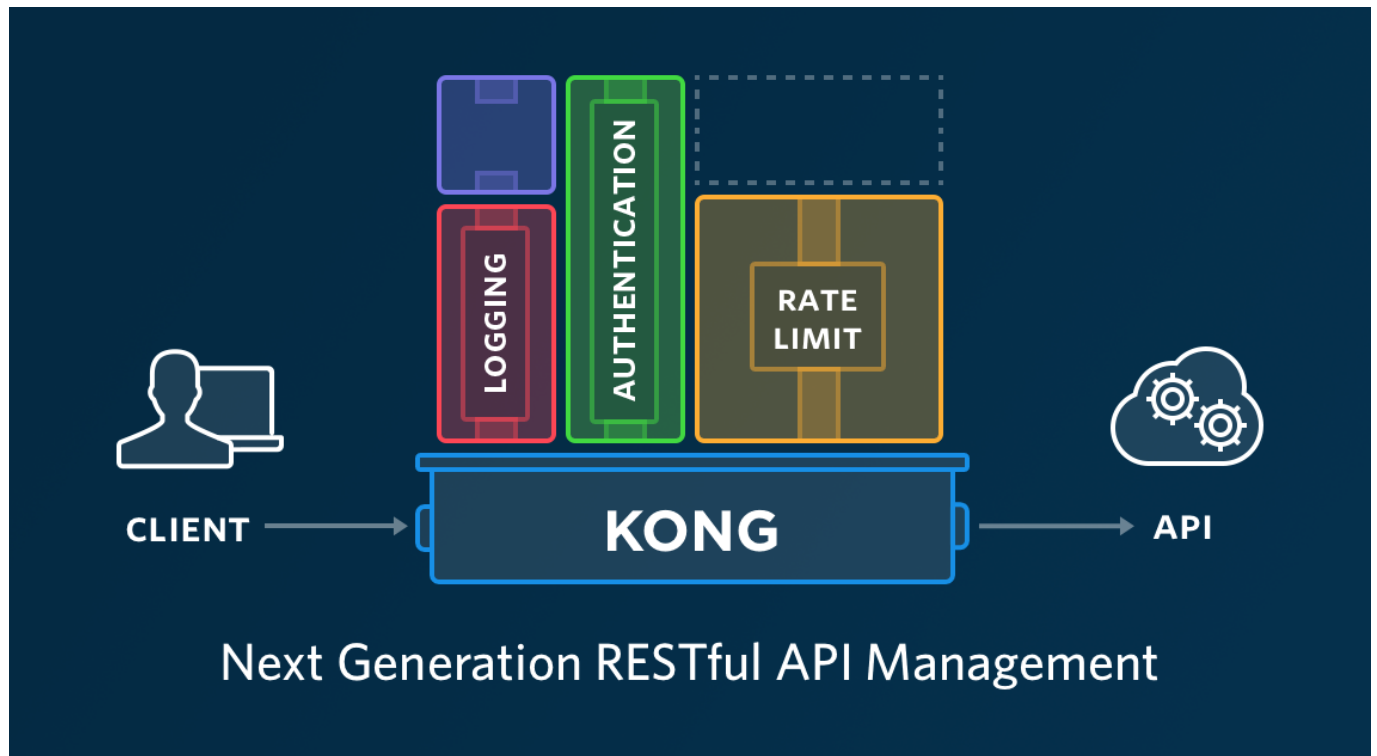 LOGGING
AUTHENTICATION
RATE
LIMIT
CLIENT
KONG
API
Next Generation RESTful API Management